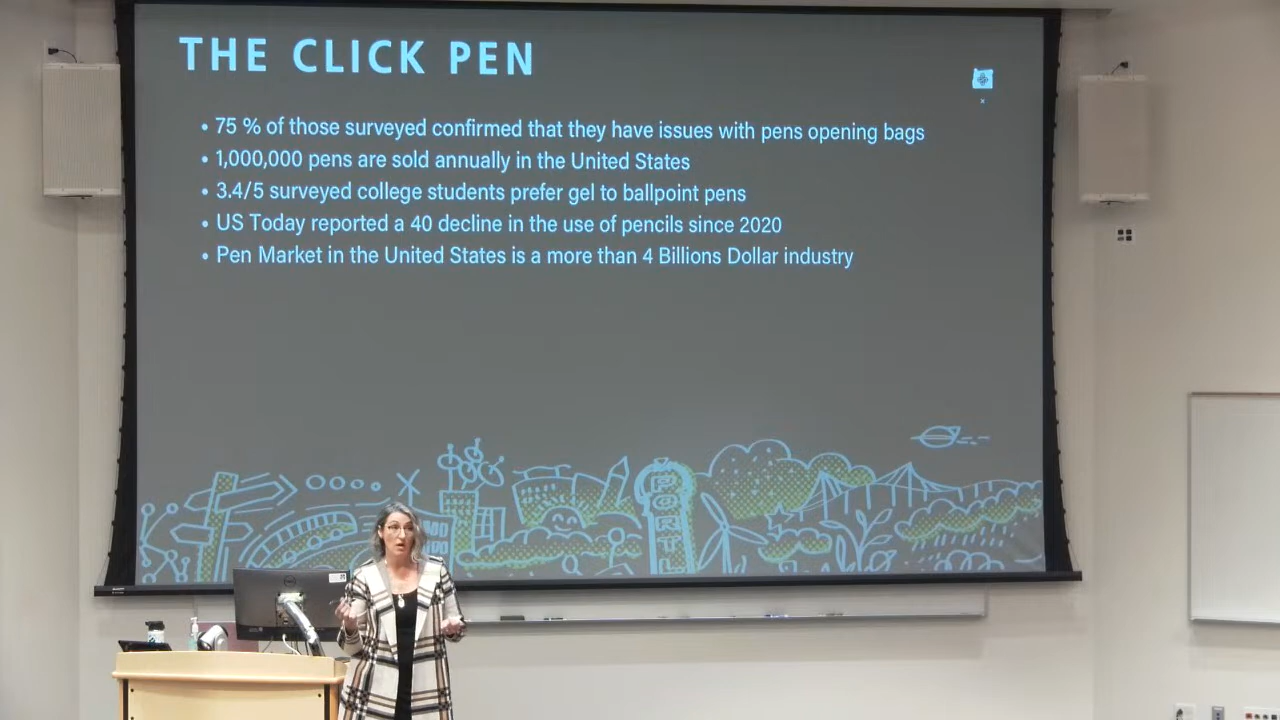 THE CLICK PEN
• 75 % of those surveyed confirmed that they have issues with pens opening bags
• 1,000,000 pens are sold annually in the United States
• 3.4/5 surveyed college students prefer gel to ballpoint pens
• US Today reported a 40 decline in the use of pencils since 2020
• Pen Market in the United States is a more than 4 Billions Dollar industry
PORTL
DELL